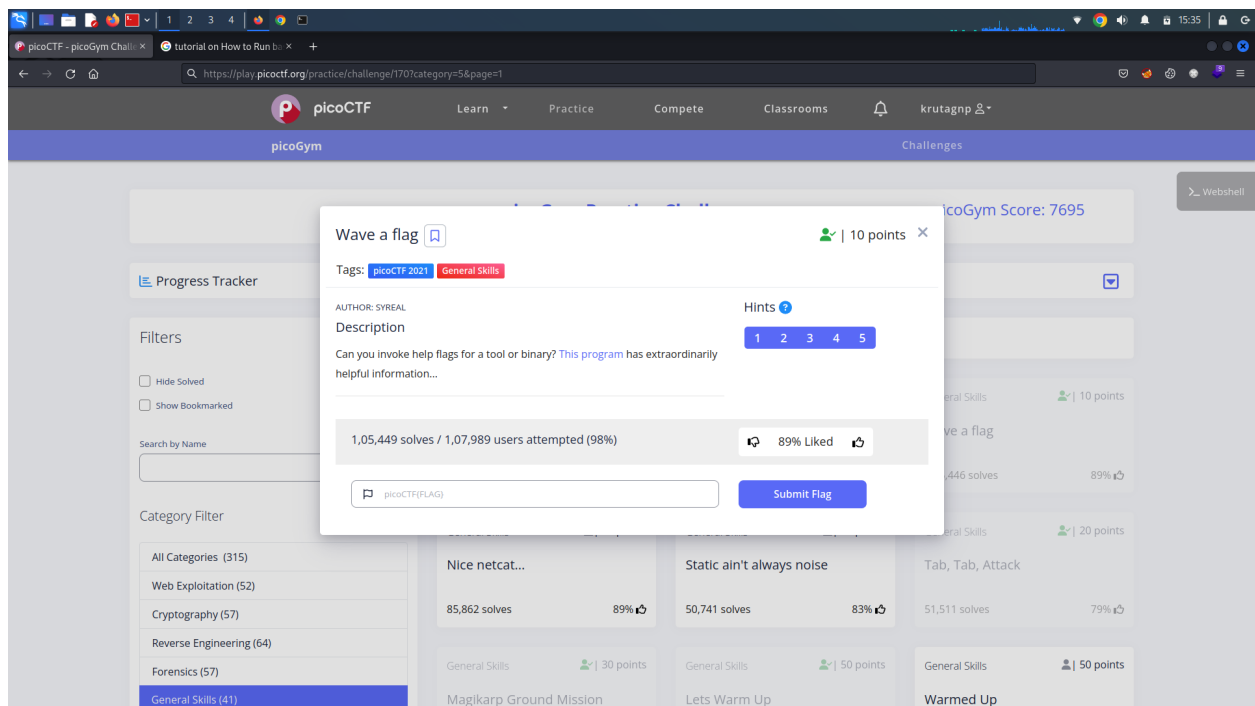 1 2 3 4
15:35
picoCTF - picoGym Challe
tutorial on How to Run ba
https://play.picoctf.org/practice/challenge/170?category=5&page=1
picoCTF
Learn
Practice
Compete
Classrooms
krutagnp
picoGym
Challenges
Webshell
icoGym Score: 7695
Wave a flag
| 10 points
Tags: picoCTF 2021 General Skills
Progress Tracker
AUTHOR: SYREAL
Hints ?
Description
1 2 3 4 5
Can you invoke help flags for a tool or binary? This program has extraordinarily
helpful information...
Filters
Hide Solved
Show Bookmarked
Search by Name
eral Skills
| 10 points
ve a flag
,446 solves
89%
1,05,449 solves / 1,07,989 users attempted (98%)
89% Liked
picoCTF{FLAG}
Submit Flag
Category Filter
All Categories (315)
Web Exploitation (52)
Cryptography (57)
Reverse Engineering (64)
Forensics (57)
General Skills (41)
Nice netcat...
85,862 solves
89%
Static ain't always noise
50,741 solves
83%
eral Skills
| 20 points
Tab, Tab, Attack
51,511 solves
79%
General Skills
| 30 points
Magikarp Ground Mission
General Skills
| 50 points
Lets Warm Up
General Skills
| 50 points
Warmed Up